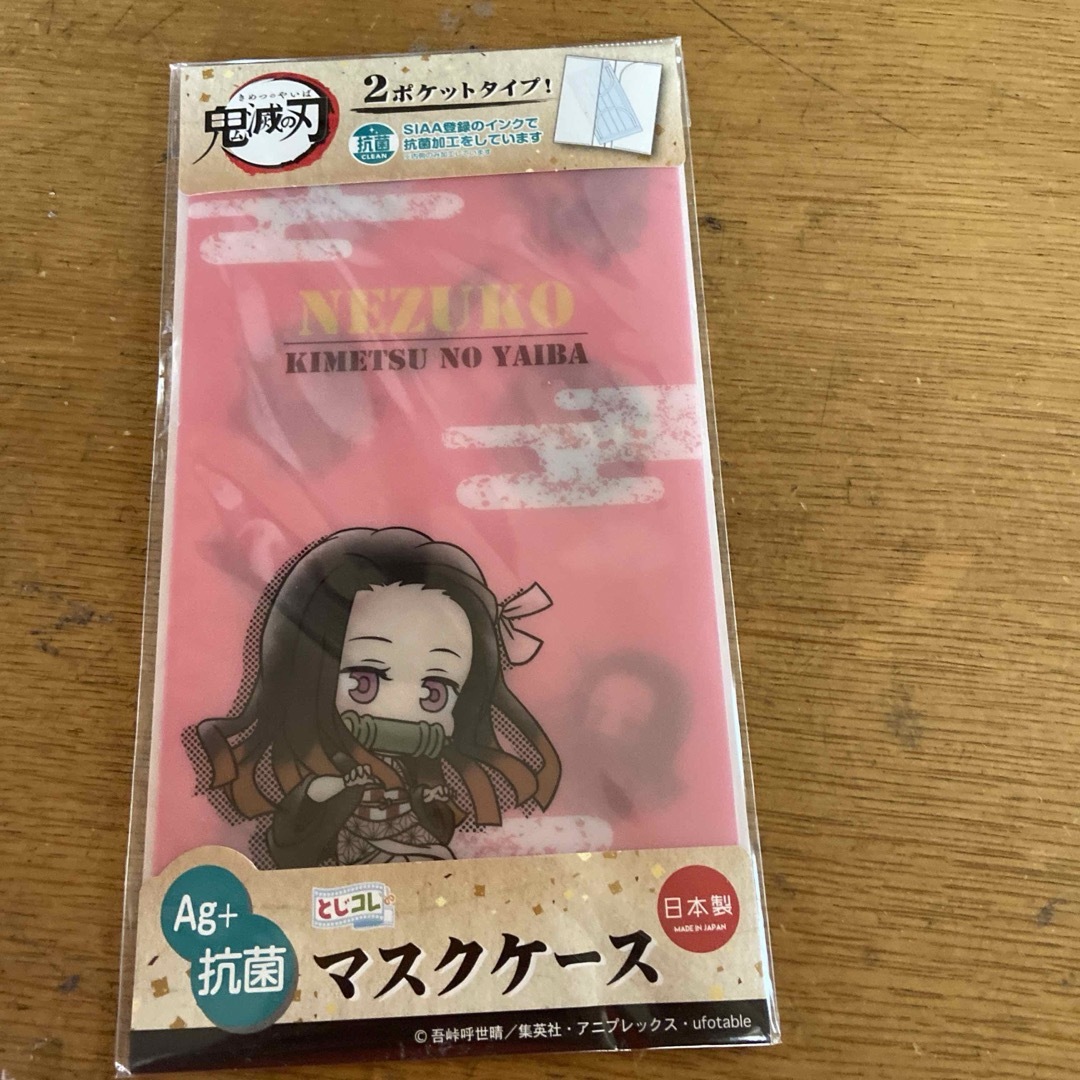 きめつのやいば
鬼滅の刃
2ポケットタイプ!
抗菌
CLEAN
SIAA登録のインクで
抗菌加工をしています
NEZUKO
KIMETSU NO YAIBA
Ag+
抗菌
とじコレ
マスクケース
日本製
MADE IN JAPAN
© 吾峠呼世晴／集英社・アニプレックス・ufotable